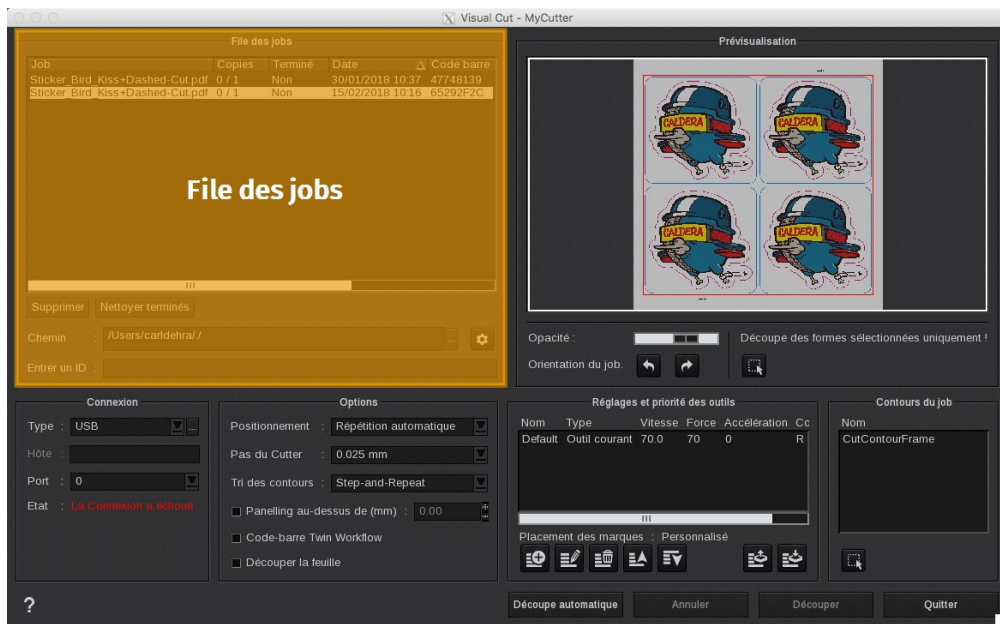 Visual Cut - MyCutter
File des jobs
Job Copies Terminé Date Code barre
Sticker_Bird_Kiss+Dashed-Cut.pdf 0 / 1 Non 30/01/2018 10:37 47748139
Sticker_Bird_Kiss+Dashed-Cut.pdf 0 / 1 Non 15/02/2018 10:16 65292F2C
File des jobs
Supprimer Nettoyer terminés
Chemin : /Users/carldehra/./ ...
Entrer un ID :
Prévisualisation
CALDERA CALDERA
CALDERA CALDERA
Opacité :
Découpe des formes sélectionnées uniquement !
Orientation du job.
Connexion
Type : USB ...
Hôte :
Port : 0
Etat : La Connexion a échoué
Options
Positionnement : Répétition automatique
Pas du Cutter : 0.025 mm
Tri des contours : Step-and-Repeat
Panelling au-dessus de (mm) : 0.00
Code-barre Twin Workflow
Découper la feuille
Réglages et priorité des outils
Nom Type Vitesse Force Accélération Cc
Default Outil courant 70.0 70 0 R
Placement des marques : Personnalisé
Contours du job
Nom
CutContourFrame
?
Découpe automatique Annuler Découper Quitter